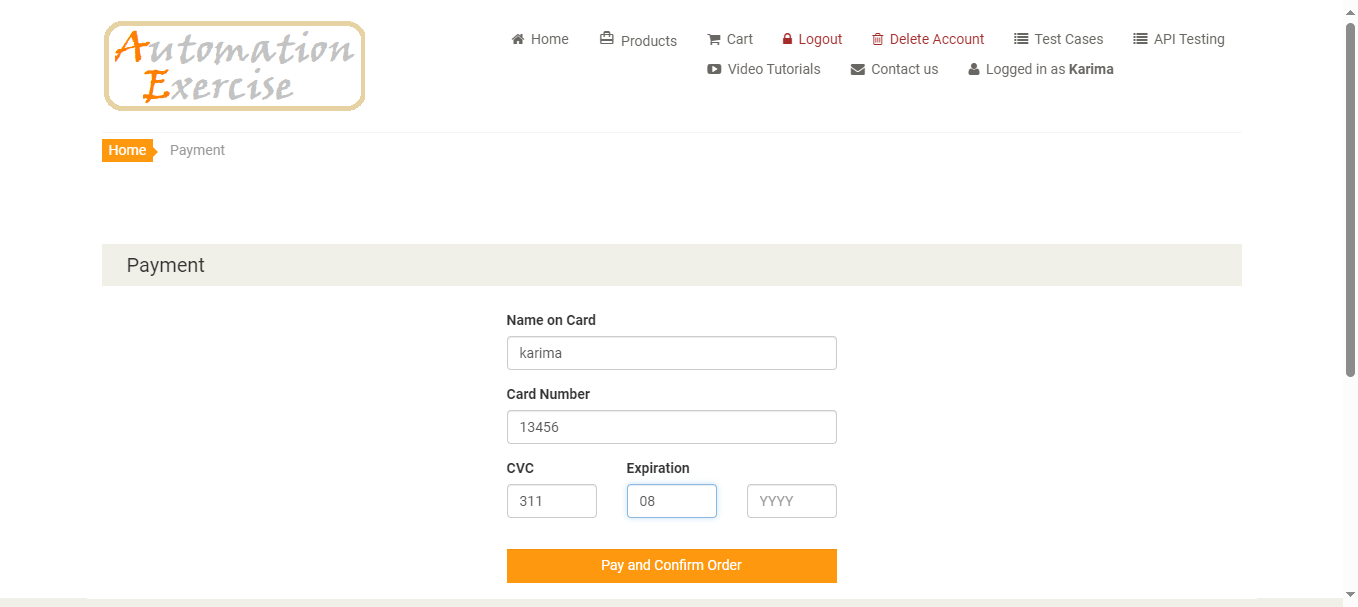 Automation
Exercise
Home Products Cart Logout Delete Account Test Cases API Testing
Video Tutorials Contact us Logged in as Karima
Home Payment
Payment
Name on Card
karima
Card Number
13456
CVC Expiration
311 08 YYYY
Pay and Confirm Order